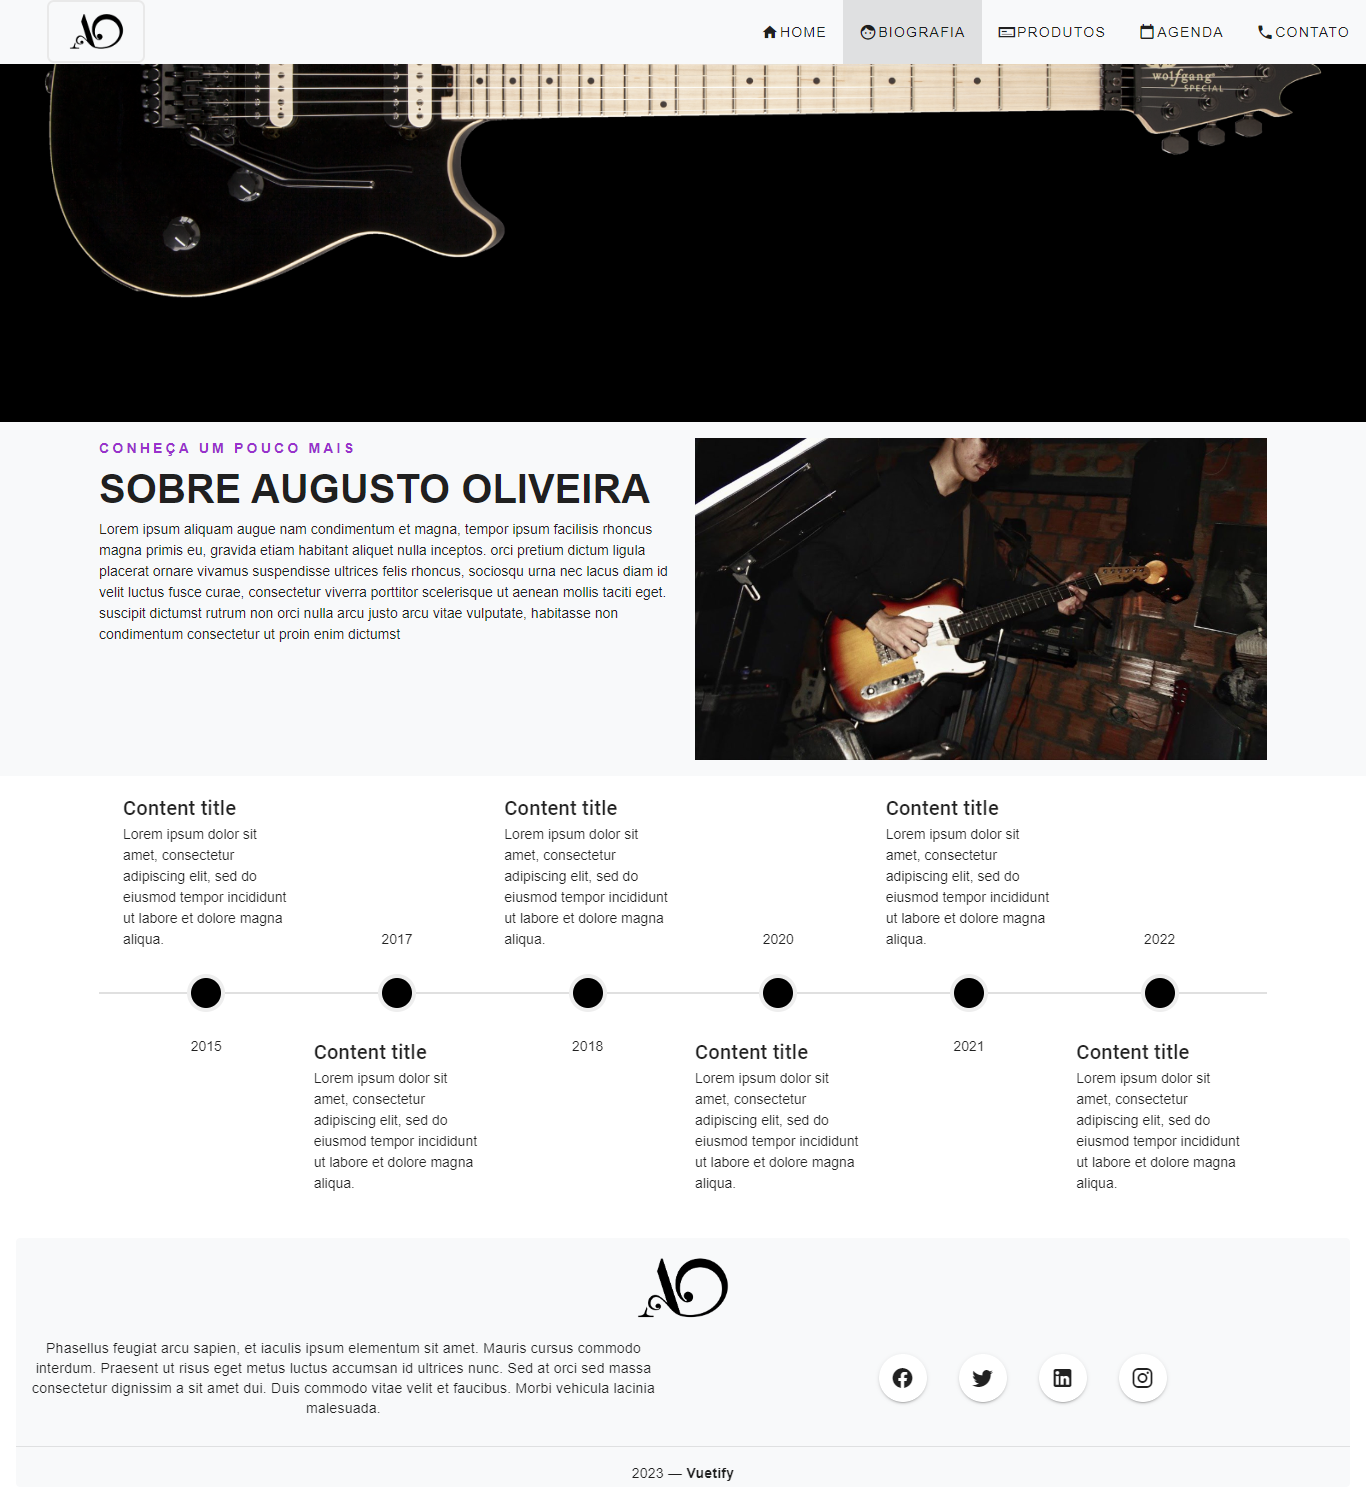 HOME BIOGRAFIA PRODUTOS AGENDA CONTATO
wolfgang
SPECIAL
CONHEÇA UM POUCO MAIS
SOBRE AUGUSTO OLIVEIRA
Lorem ipsum aliquam augue nam condimentum et magna, tempor ipsum facilisis rhoncus
magna primis eu, gravida etiam habitant aliquet nulla inceptos. orci pretium dictum ligula
placerat ornare vivamus suspendisse ultrices felis rhoncus, sociosqu urna nec lacus diam id
velit luctus fusce curae, consectetur viverra porttitor scelerisque ut aenean mollis taciti eget.
suscipit dictumst rutrum non orci nulla arcu justo arcu vitae vulputate, habitasse non
condimentum consectetur ut proin enim dictumst
Content title
Lorem ipsum dolor sit
amet, consectetur
adipiscing elit, sed do
eiusmod tempor incididunt
ut labore et dolore magna
aliqua.
2015
2017
Content title
Lorem ipsum dolor sit
amet, consectetur
adipiscing elit, sed do
eiusmod tempor incididunt
ut labore et dolore magna
aliqua.
Content title
Lorem ipsum dolor sit
amet, consectetur
adipiscing elit, sed do
eiusmod tempor incididunt
ut labore et dolore magna
aliqua.
2018
2020
Content title
Lorem ipsum dolor sit
amet, consectetur
adipiscing elit, sed do
eiusmod tempor incididunt
ut labore et dolore magna
aliqua.
Content title
Lorem ipsum dolor sit
amet, consectetur
adipiscing elit, sed do
eiusmod tempor incididunt
ut labore et dolore magna
aliqua.
2021
2022
Content title
Lorem ipsum dolor sit
amet, consectetur
adipiscing elit, sed do
eiusmod tempor incididunt
ut labore et dolore magna
aliqua.
Phasellus feugiat arcu sapien, et iaculis ipsum elementum sit amet. Mauris cursus commodo
interdum. Praesent ut risus eget metus luctus accumsan id ultrices nunc. Sed at orci sed massa
consectetur dignissim a sit amet dui. Duis commodo vitae velit et faucibus. Morbi vehicula lacinia
malesuada.
2023 — Vuetify